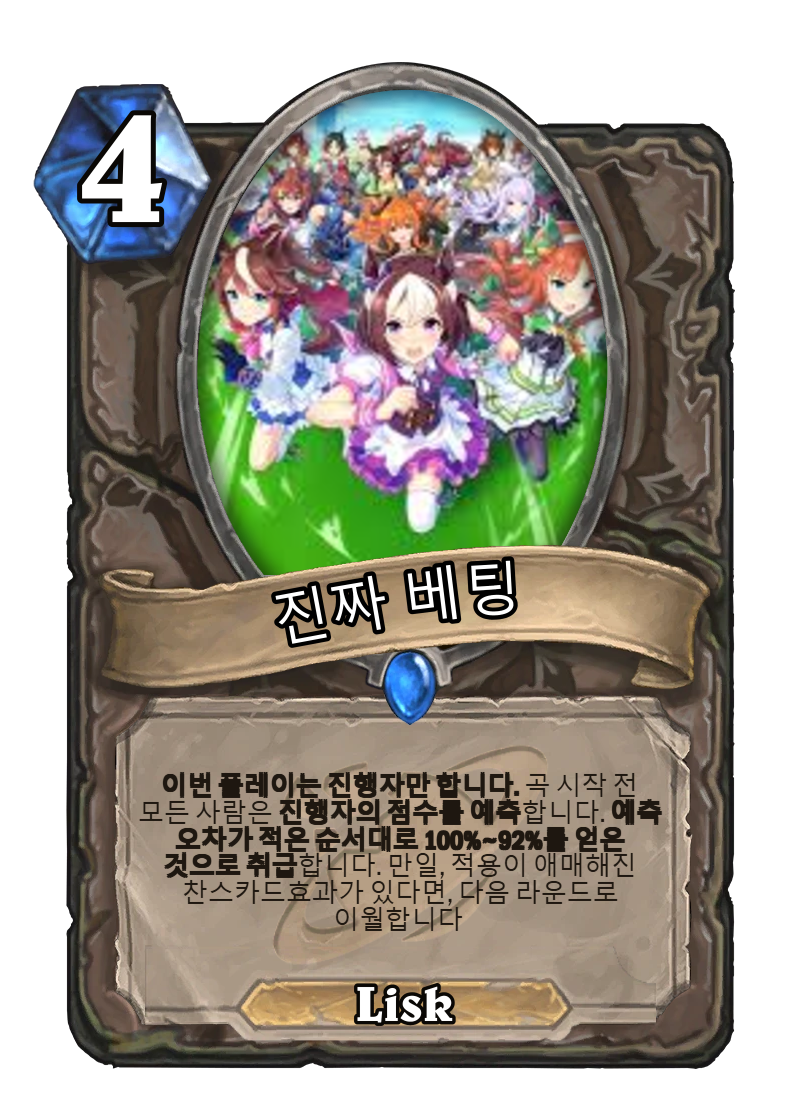 4
진짜 베팅
이번 플레이는 진행자만 합니다. 곡 시작 전
모든 사람은 진행자의 점수를 예측합니다. 예측
오차가 적은 순서대로 100%~92%를 얻은
것으로 취급합니다. 만일, 적용이 애매해진
찬스카드효과가 있다면, 다음 라운드로
이월합니다
Lisk